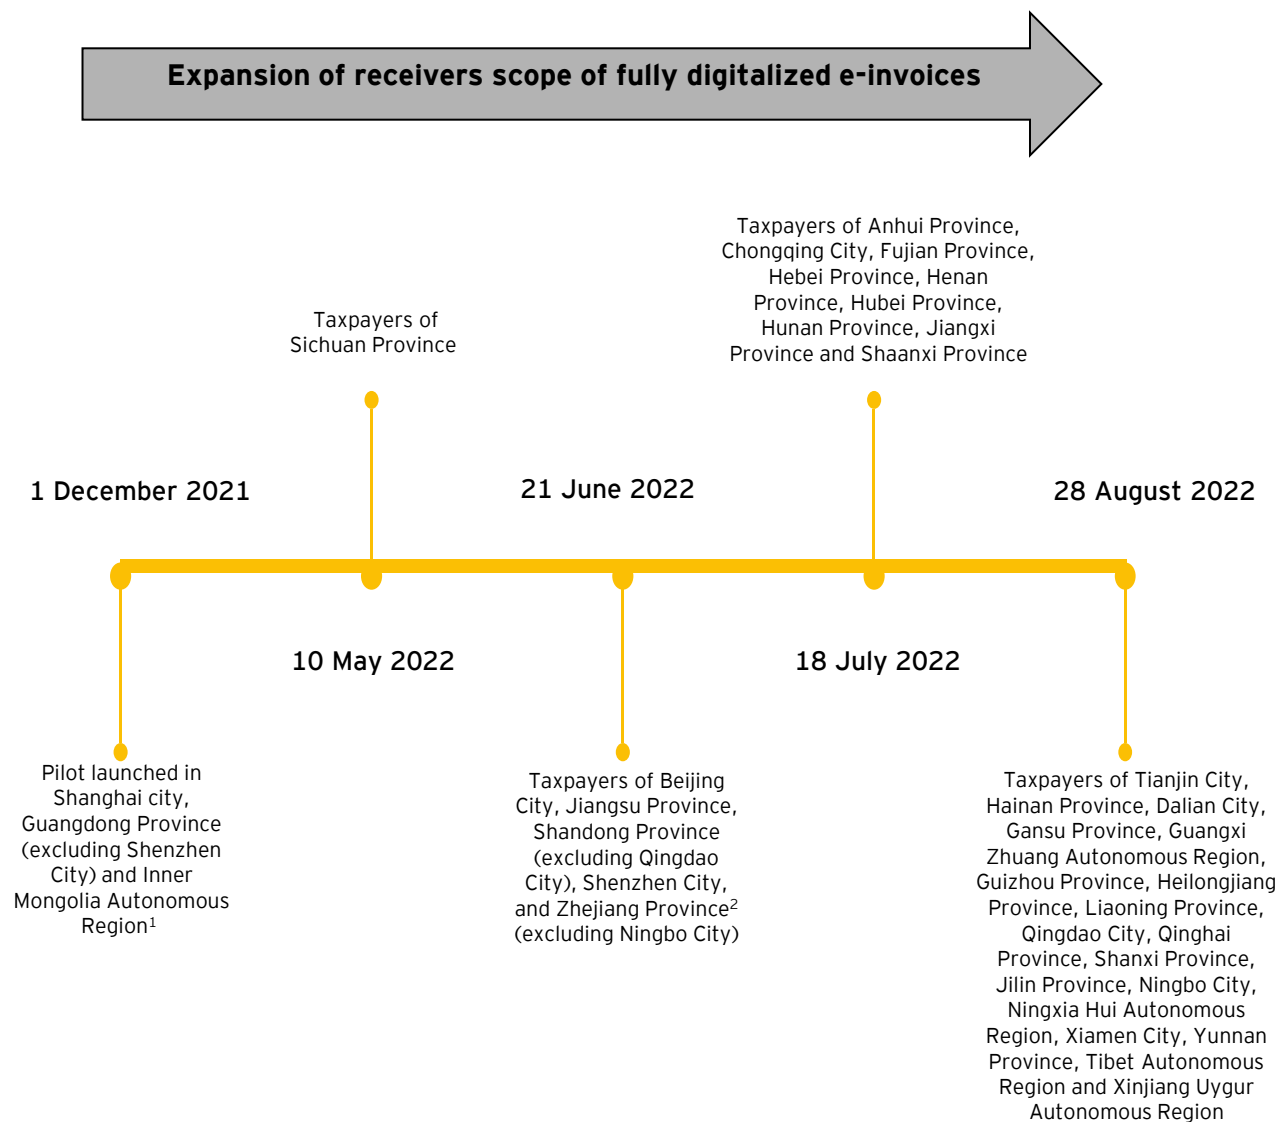 Expansion of receivers scope of fully digitalized e-invoices
Taxpayers of Anhui Province,
Chongqing City, Fujian Province,
Hebei Province, Henan
Province, Hubei Province,
Hunan Province, Jiangxi
Province and Shaanxi Province
Taxpayers of
Sichuan Province
1 December 2021
21 June 2022
28 August 2022
10 May 2022
18 July 2022
Pilot launched in
Shanghai city,
Guangdong Province
(excluding Shenzhen
City) and Inner
Mongolia Autonomous
Region¹
Taxpayers of Beijing
City, Jiangsu Province,
Shandong Province
(excluding Qingdao
City), Shenzhen City,
and Zhejiang Province²
(excluding Ningbo City)
Taxpayers of Tianjin City,
Hainan Province, Dalian City,
Gansu Province, Guangxi
Zhuang Autonomous Region,
Guizhou Province, Heilongjiang
Province, Liaoning Province,
Qingdao City, Qinghai
Province, Shanxi Province,
Jilin Province, Ningbo City,
Ningxia Hui Autonomous
Region, Xiamen City, Yunnan
Province, Tibet Autonomous
Region and Xinjiang Uygur
Autonomous Region